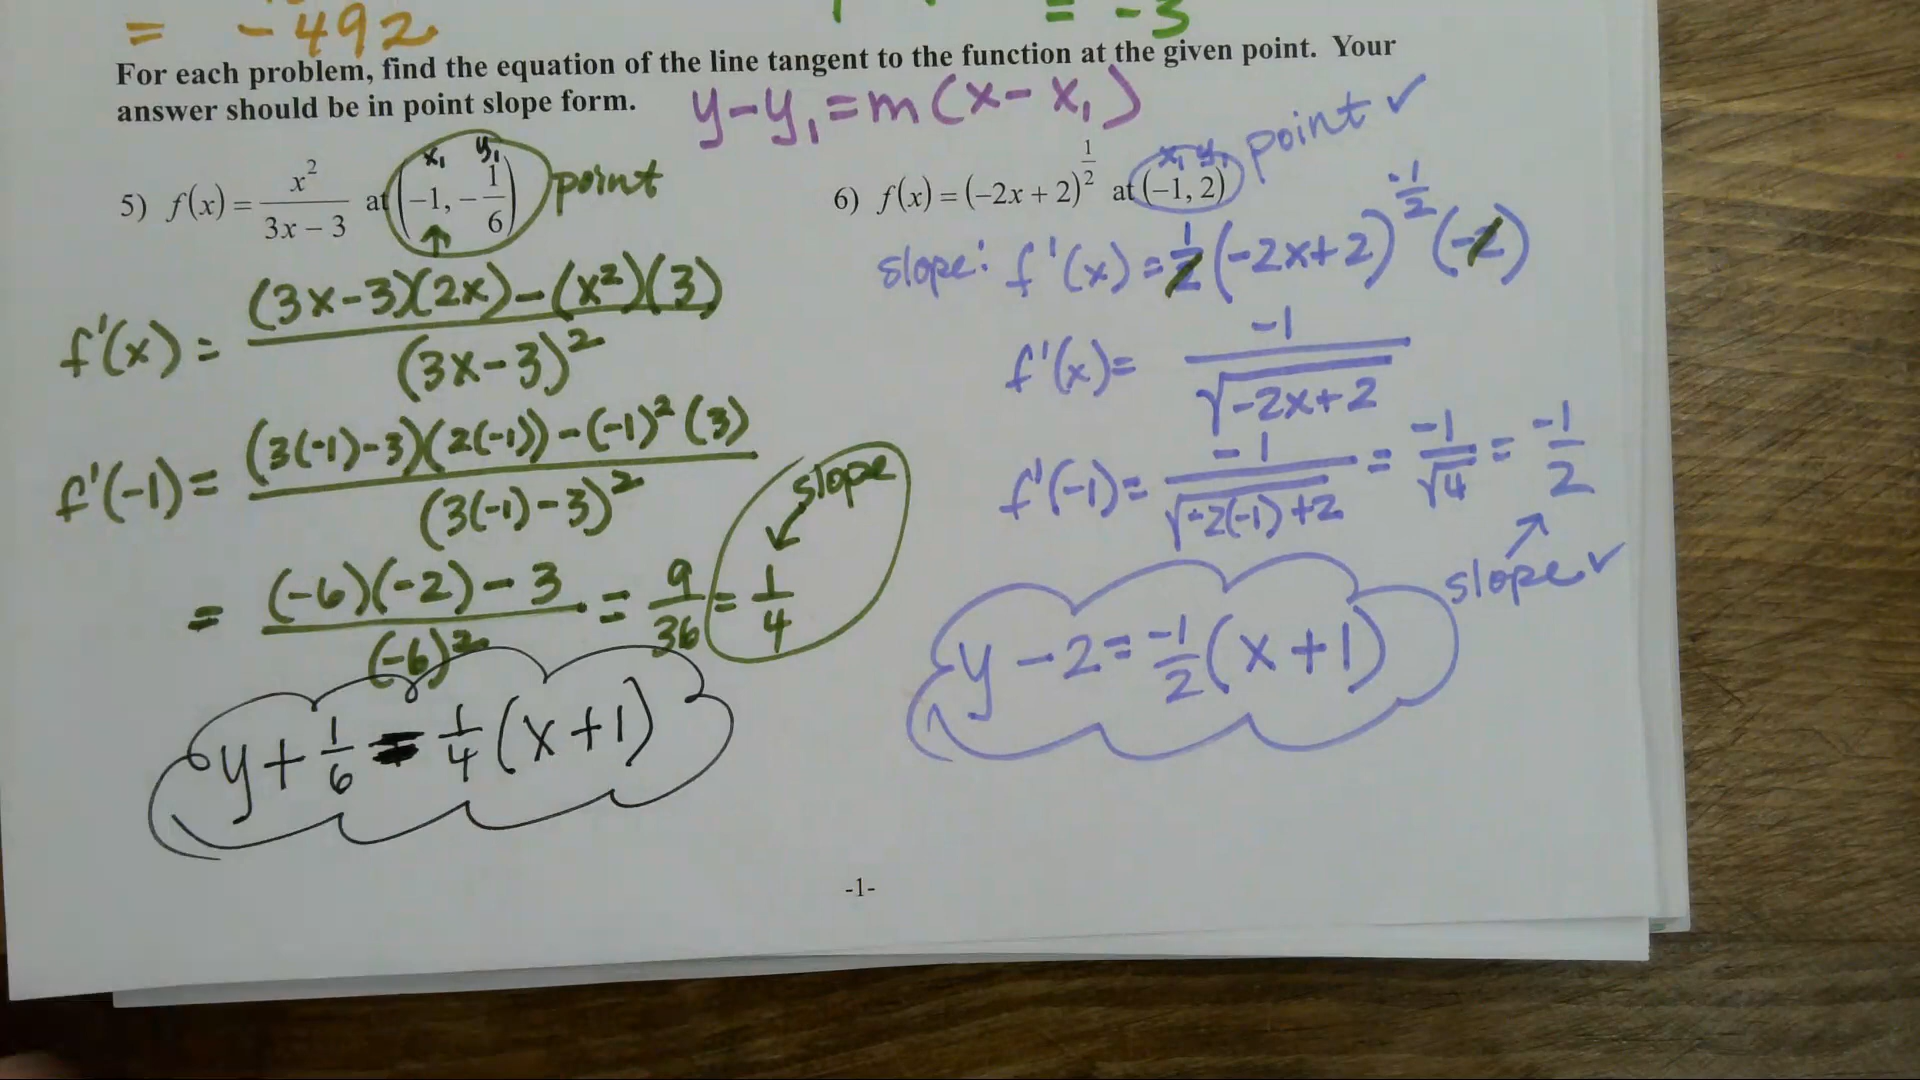 = -492
= -3
For each problem, find the equation of the line tangent to the function at the given point. Your
answer should be in point slope form.
y-y₁=m(x-x₁)
5) f(x) = x²/(3x - 3) at (-1, -1/6)
x₁ y₁
point
f'(x) = ((3x-3)(2x)-(x²)(3))/(3x-3)²
f'(-1) = ((3(-1)-3)(2(-1))-(-1)²(3))/(3(-1)-3)²
= ((-6)(-2)-3)/(-6)² = 9/36 = 1/4
slope
y+1/6=1/4(x+1)
6) f(x) = (-2x + 2)^(1/2) at (-1, 2)
x₁ y₁
point ✓
slope: f'(x) = 1/2(-2x+2)^(-1/2)(-2)
f'(x) = -1/√(-2x+2)
f'(-1) = -1/√(-2(-1)+2) = -1/√4 = -1/2
slope ✓
y-2=-1/2(x+1)
-1-